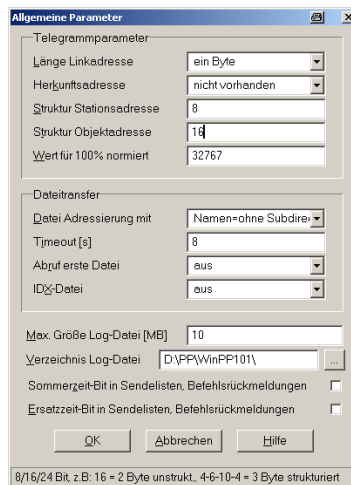 Allgemeine Parameter
Telegrammparameter
Länge Linkadresse ein Byte
Herkunftsadresse nicht vorhanden
Struktur Stationsadresse 8
Struktur Objektadresse 16
Wert für 100% normiert 32767
Dateitransfer
Datei Adressierung mit Namen=ohne Subdirec
Timeout [s] 8
Abruf erste Datei aus
IDX-Datei aus
Max. Größe Log-Datei [MB] 10
Verzeichnis Log-Datei D:\PP\WinPP101\ ...
Sommerzeit-Bit in Sendelisten, Befehlsrückmeldungen
Ersatzzeit-Bit in Sendelisten, Befehlsrückmeldungen
OK Abbrechen Hilfe
8/16/24 Bit, z.B: 16 = 2 Byte unstrukt., 4-6-10-4 = 3 Byte strukturiert